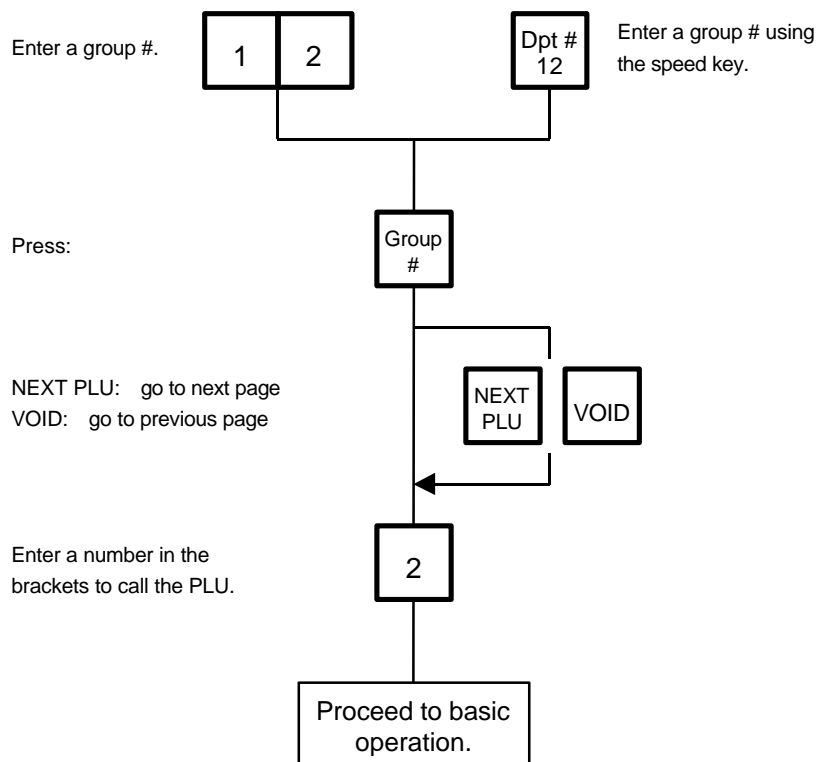 Enter a group #.
1 2
Dpt #
12
Enter a group # using
the speed key.
Press:
Group
#
NEXT PLU: go to next page
VOID: go to previous page
NEXT
PLU
VOID
Enter a number in the
brackets to call the PLU.
2
Proceed to basic
operation.